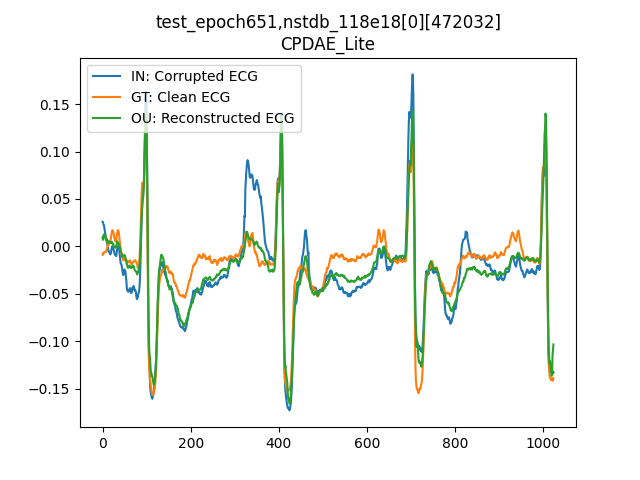 test_epoch651,nstdb_118e18[0][472032]
CPDAE_Lite
IN: Corrupted ECG
GT: Clean ECG
OU: Reconstructed ECG
0.15
0.10
0.05
0.00
−0.05
−0.10
−0.15
0 200 400 600 800 1000